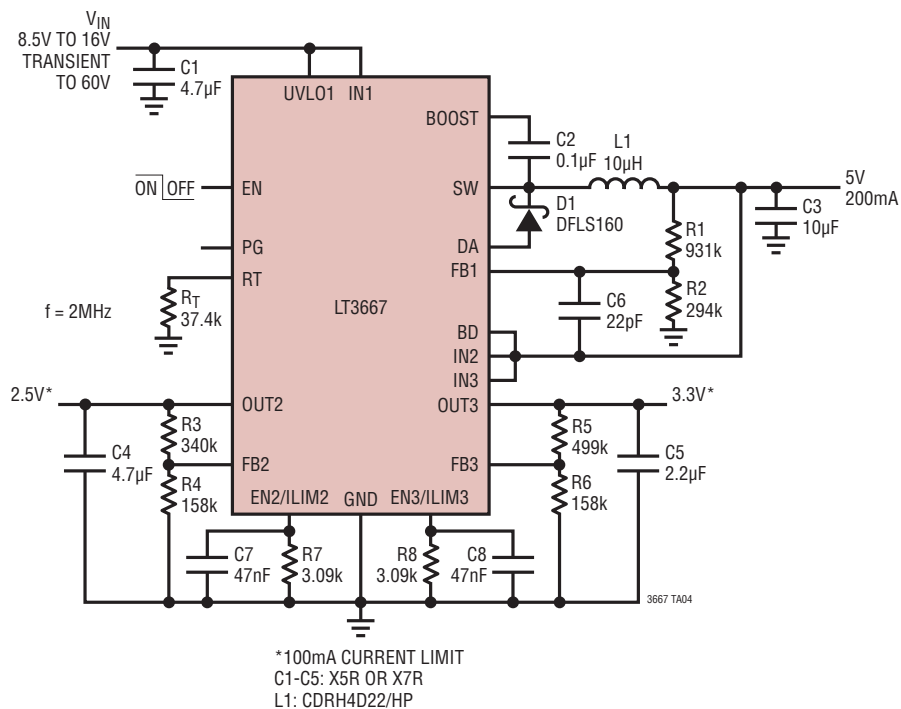 VIN
8.5V TO 16V
TRANSIENT
TO 60V
C1
4.7µF
UVLO1 IN1
BOOST
C2
0.1µF
L1
10µH
ON OFF
EN
SW
5V
200mA
D1
DFLS160
C3
10µF
PG
DA
R1
931k
RT
FB1
f = 2MHz
RT
37.4k
LT3667
C6
22pF
R2
294k
BD
IN2
IN3
2.5V*
OUT2
OUT3
3.3V*
R3
340k
R5
499k
C4
4.7µF
FB2
FB3
C5
2.2µF
R4
158k
R6
158k
EN2/ILIM2 GND EN3/ILIM3
C7
47nF
R7
3.09k
R8
3.09k
C8
47nF
3667 TA04
*100mA CURRENT LIMIT
C1-C5: X5R OR X7R
L1: CDRH4D22/HP